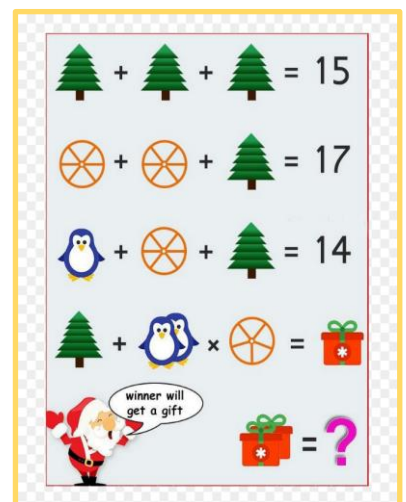 + + = 15
+ + = 17
+ + = 14
+ × =
winner will
get a gift
= ?